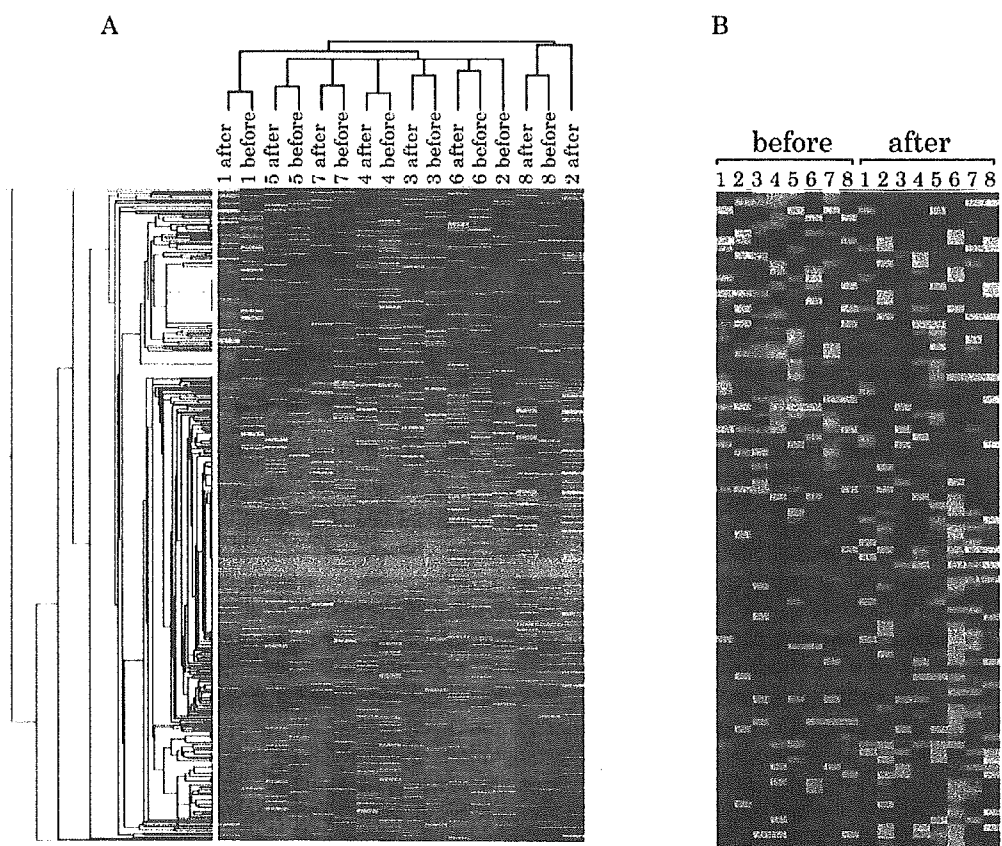 A
B
1 after
1 before
5 after
5 before
7 after
7 before
4 after
4 before
3 after
3 before
6 after
6 before
2 before
8 after
8 before
2 after
before after
1 2 3 4 5 6 7 8 1 2 3 4 5 6 7 8